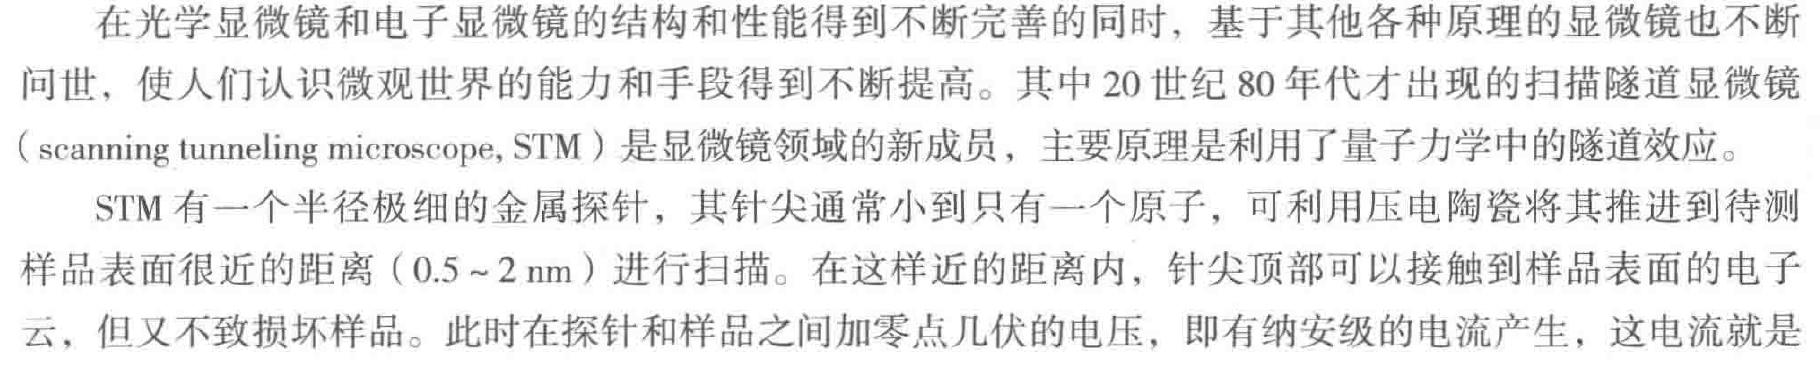 在光学显微镜和电子显微镜的结构和性能得到不断完善的同时，基于其他各种原理的显微镜也不断
问世，使人们认识微观世界的能力和手段得到不断提高。其中 20 世纪 80 年代才出现的扫描隧道显微镜
（scanning tunneling microscope, STM）是显微镜领域的新成员，主要原理是利用了量子力学中的隧道效应。
STM 有一个半径极细的金属探针，其针尖通常小到只有一个原子，可利用压电陶瓷将其推进到待测
样品表面很近的距离（0.5 ~ 2 nm）进行扫描。在这样近的距离内，针尖顶部可以接触到样品表面的电子
云，但又不致损坏样品。此时在探针和样品之间加零点几伏的电压，即有纳安级的电流产生，这电流就是